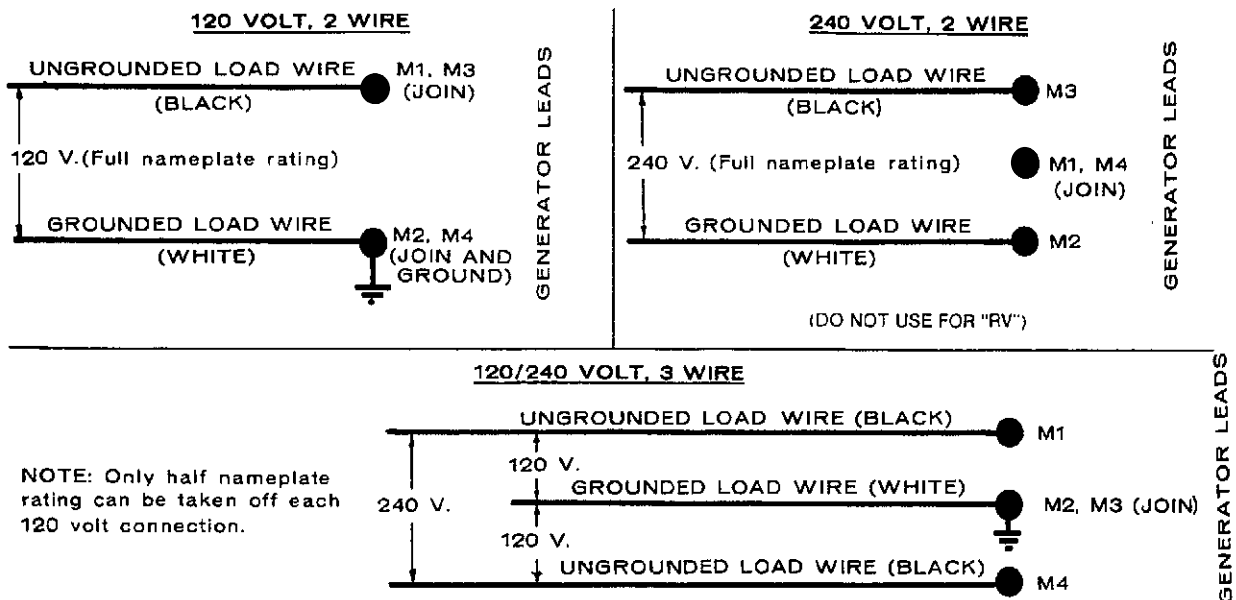 120 VOLT, 2 WIRE
UNGROUNDED LOAD WIRE
(BLACK)
M1, M3
(JOIN)
120 V.(Full nameplate rating)
GROUNDED LOAD WIRE
(WHITE)
M2, M4
(JOIN AND
GROUND)
GENERATOR LEADS
240 VOLT, 2 WIRE
UNGROUNDED LOAD WIRE
(BLACK)
M3
240 V. (Full nameplate rating)
M1, M4
(JOIN)
GROUNDED LOAD WIRE
(WHITE)
M2
(DO NOT USE FOR "RV")
GENERATOR LEADS
120/240 VOLT, 3 WIRE
NOTE: Only half nameplate
rating can be taken off each
120 volt connection.
UNGROUNDED LOAD WIRE (BLACK)
M1
120 V.
240 V.
GROUNDED LOAD WIRE (WHITE)
M2, M3 (JOIN)
120 V.
UNGROUNDED LOAD WIRE (BLACK)
M4
GENERATOR LEADS